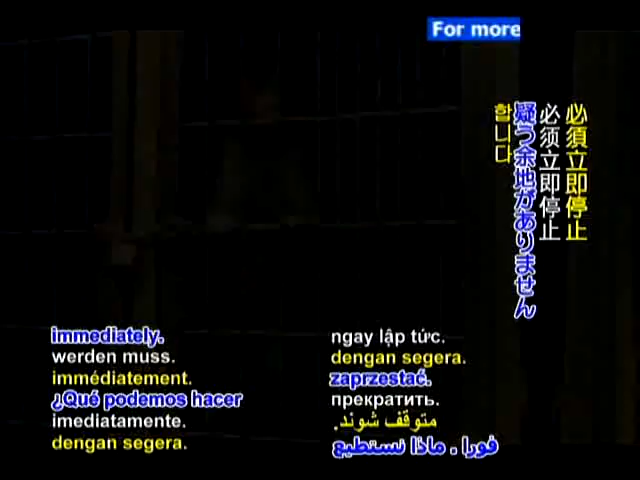 For more
必須立即停止
必须立即停止
疑う余地がありません
합니다
immediately.
werden muss.
immédiatement.
¿Qué podemos hacer
imediatamente.
dengan segera.
ngay lập tức.
dengan segera.
zaprzestać.
прекратить.
متوقف شوند.
فورا . ماذا نستطيع